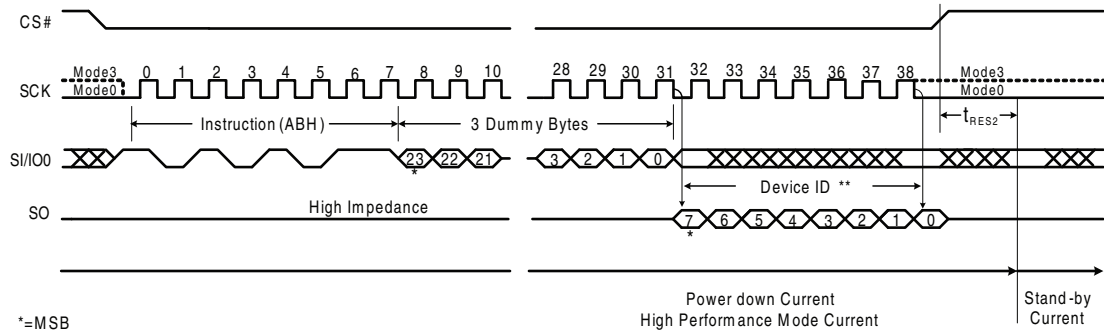 CS#
0 1 2 3 4 5 6 7 8 9 10 28 29 30 31 32 33 34 35 36 37 38
Mode3 Mode3
SCK Mode0 Mode0
Instruction (ABH) 3 Dummy Bytes tRES2
SI/IO0 23 22 21 3 2 1 0
*
Device ID **
High Impedance
SO 7 6 5 4 3 2 1 0
*
Power down Current Stand-by
High Performance Mode Current Current
*=MSB